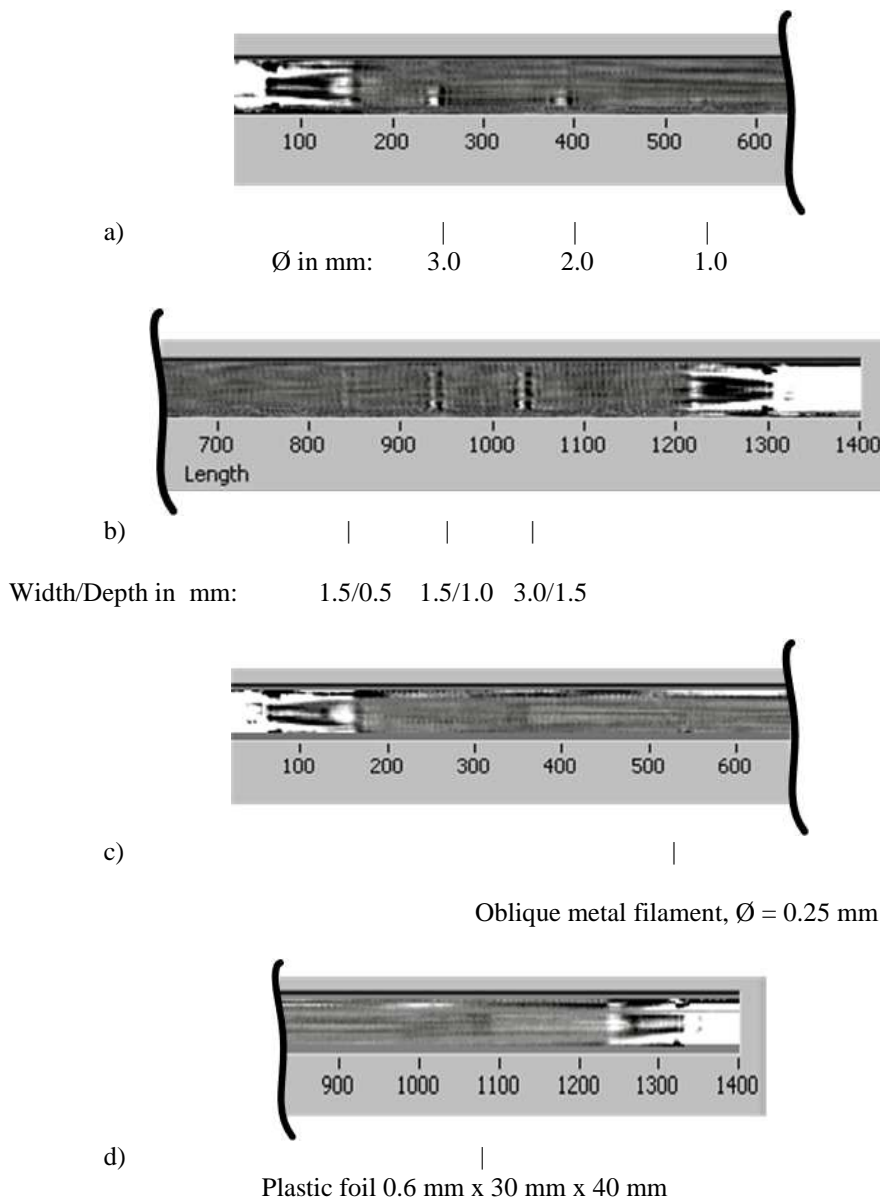 100 200 300 400 500 600
a) | | |
Ø in mm: 3.0 2.0 1.0
700 800 900 1000 1100 1200 1300 1400
Length
b) | | |
Width/Depth in mm: 1.5/0.5 1.5/1.0 3.0/1.5
100 200 300 400 500 600
c) |
Oblique metal filament, Ø = 0.25 mm
900 1000 1100 1200 1300 1400
d) |
Plastic foil 0.6 mm x 30 mm x 40 mm